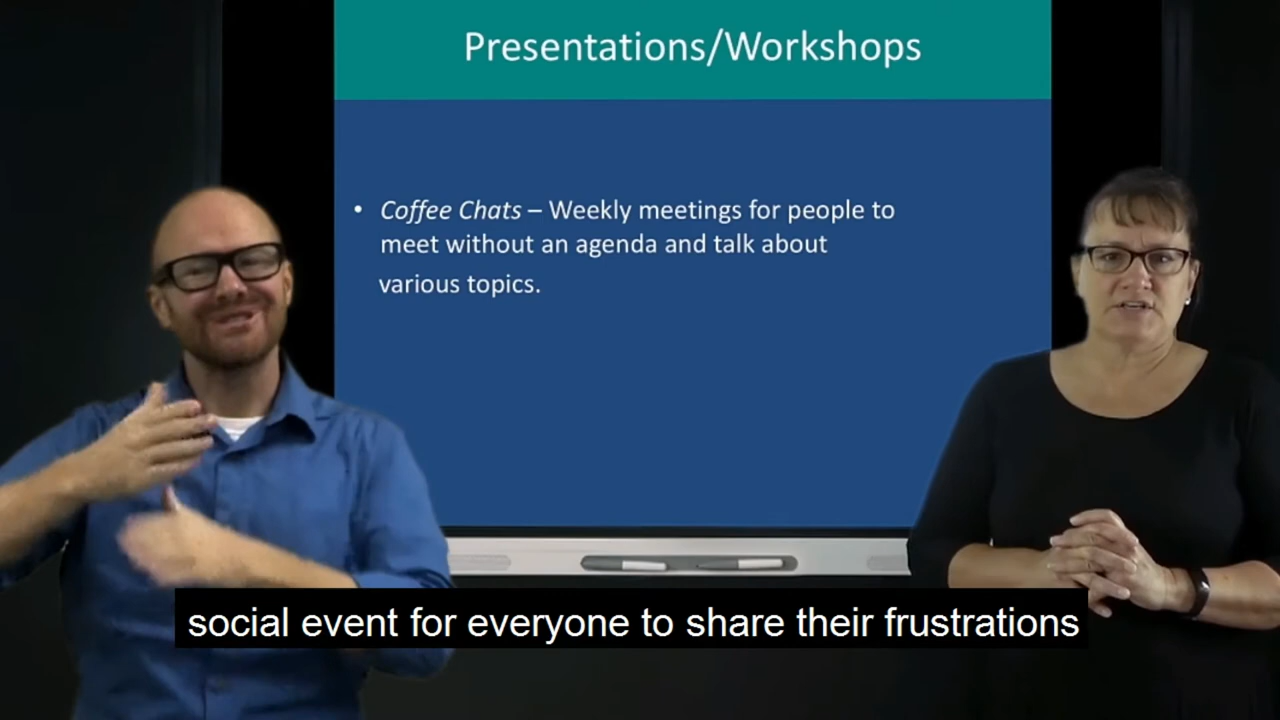 Presentations/Workshops
• Coffee Chats – Weekly meetings for people to
meet without an agenda and talk about
various topics.
social event for everyone to share their frustrations